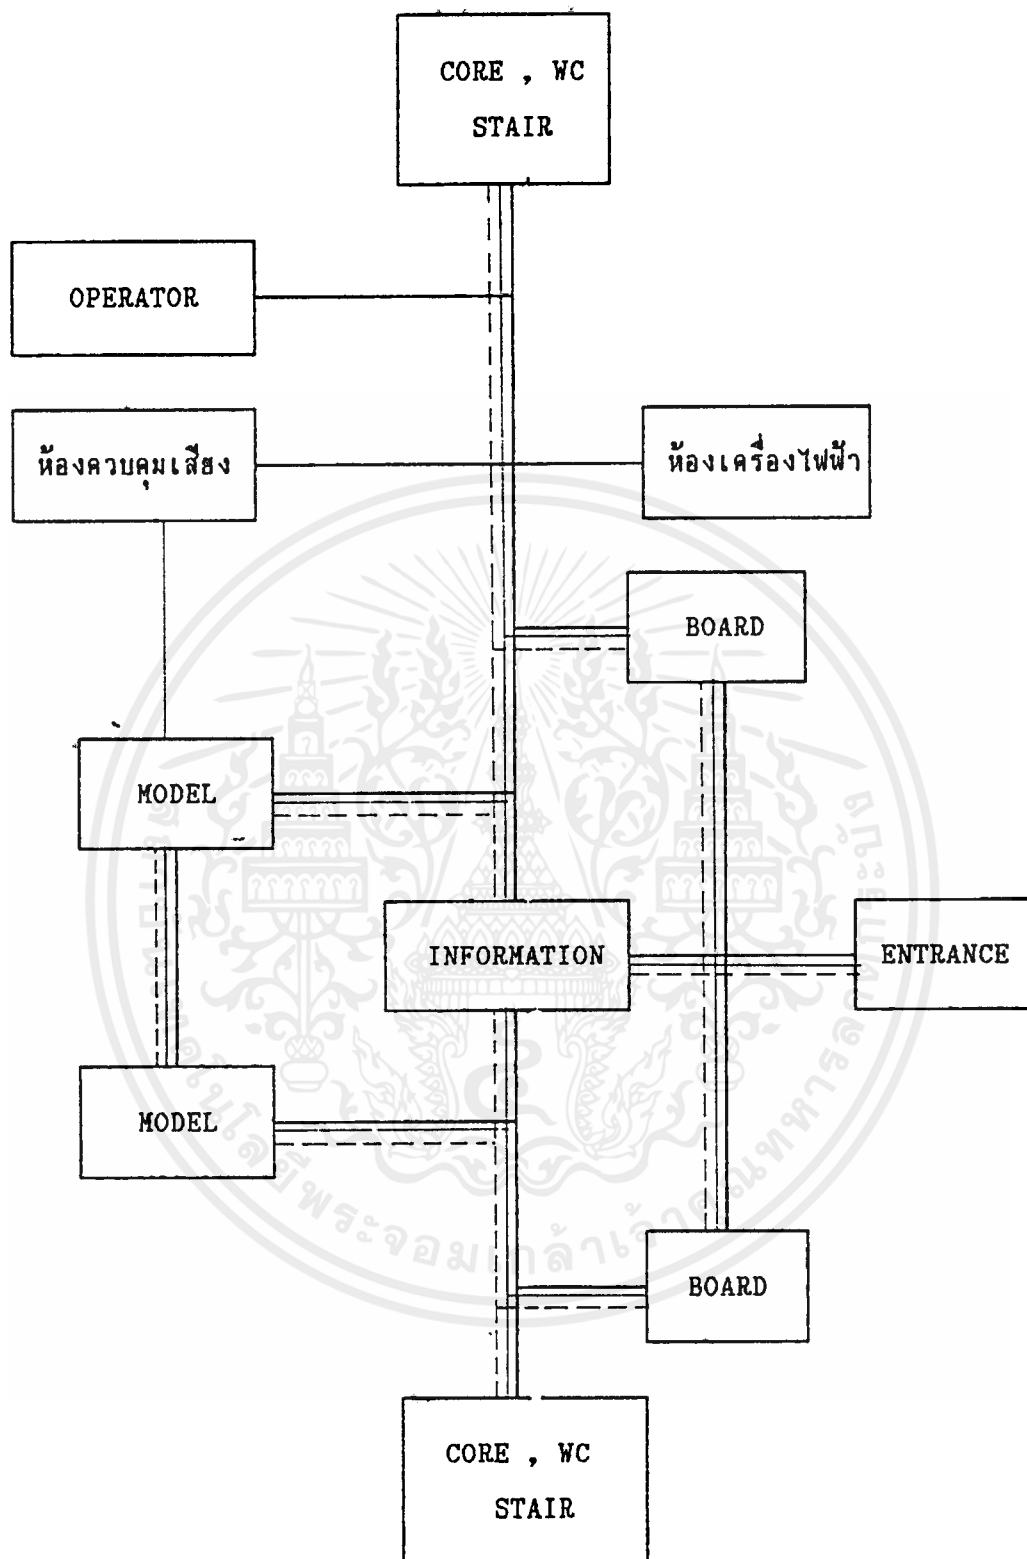 CORE , WC
STAIR
OPERATOR
ห้องควบคุมเสียง
ห้องเครื่องไฟฟ้า
BOARD
MODEL
INFORMATION
ENTRANCE
MODEL
BOARD
CORE , WC
STAIR